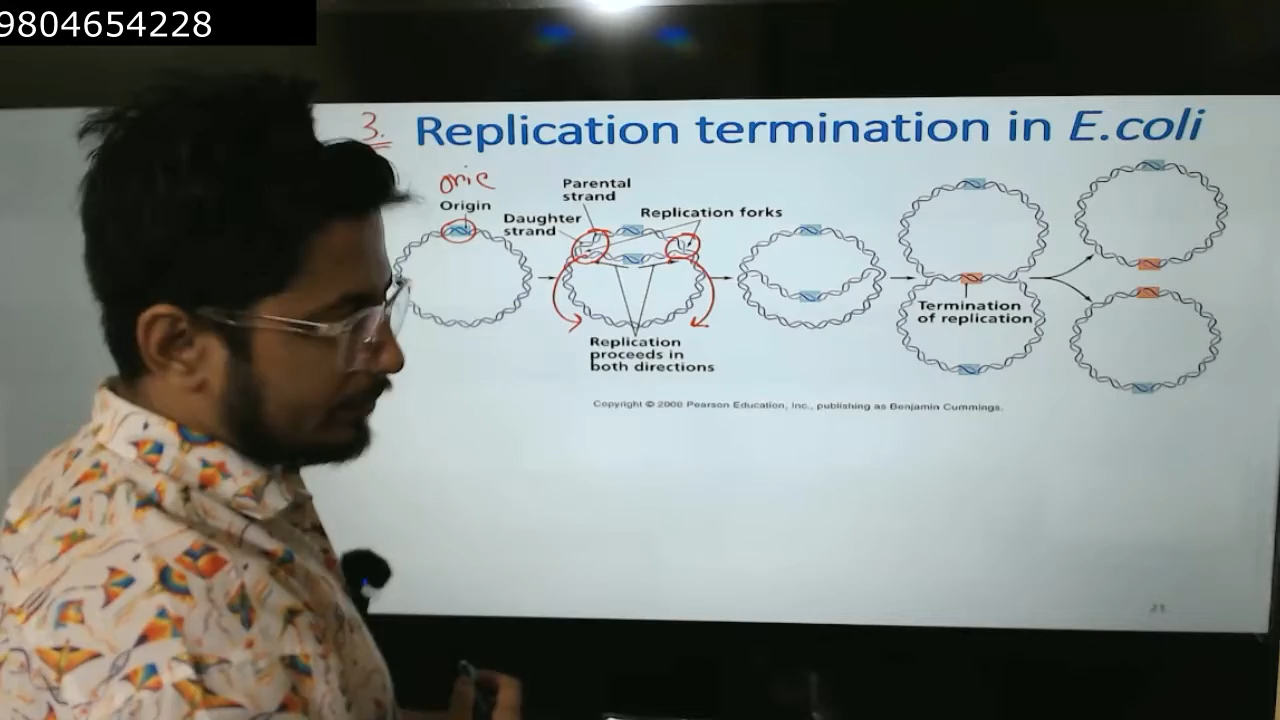 9804654228
3. Replication termination in E.coli
oric
Origin
Parental
strand
Daughter
strand
Replication forks
Replication
proceeds in
both directions
Termination
of replication
Copyright © 2000 Pearson Education, Inc., publishing as Benjamin Cummings.